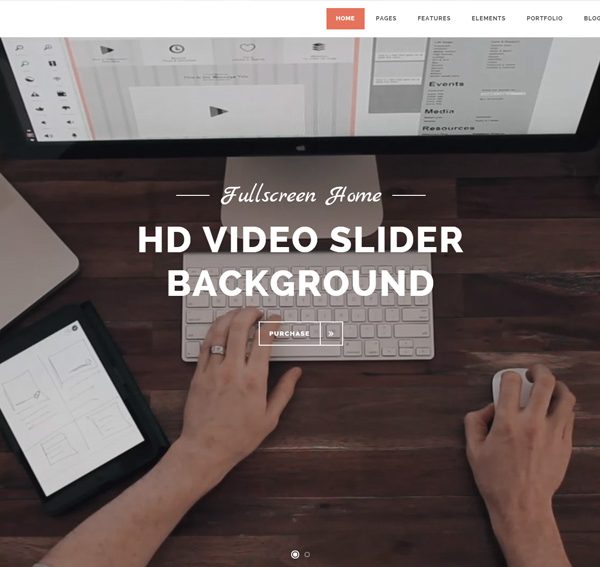 HOME PAGES FEATURES ELEMENTS PORTFOLIO BLOG
Events
Media
Resources
Fullscreen Home
HD VIDEO SLIDER
BACKGROUND
PURCHASE »